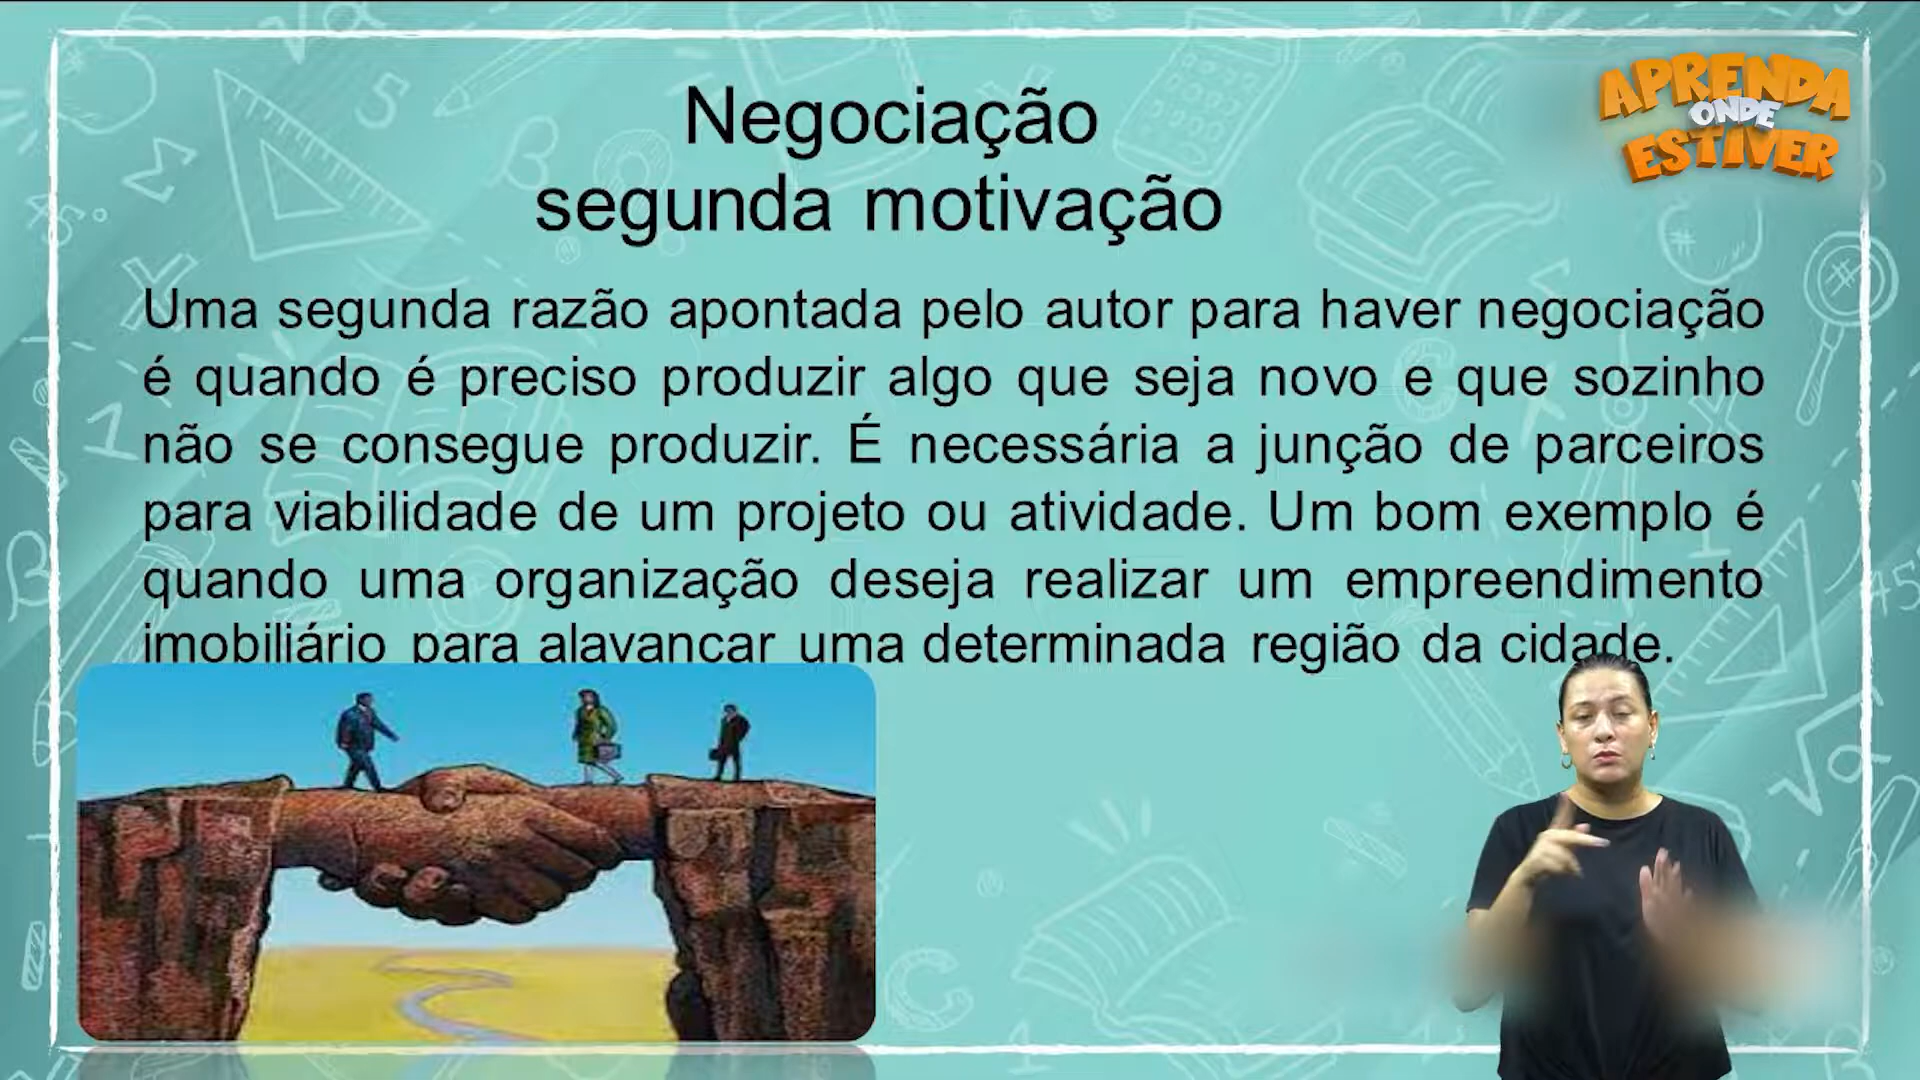 APRENDA
ONDE
ESTIVER
Negociação
segunda motivação
Uma segunda razão apontada pelo autor para haver negociação
é quando é preciso produzir algo que seja novo e que sozinho
não se consegue produzir. É necessária a junção de parceiros
para viabilidade de um projeto ou atividade. Um bom exemplo é
quando uma organização deseja realizar um empreendimento
imobiliário para alavancar uma determinada região da cidade.